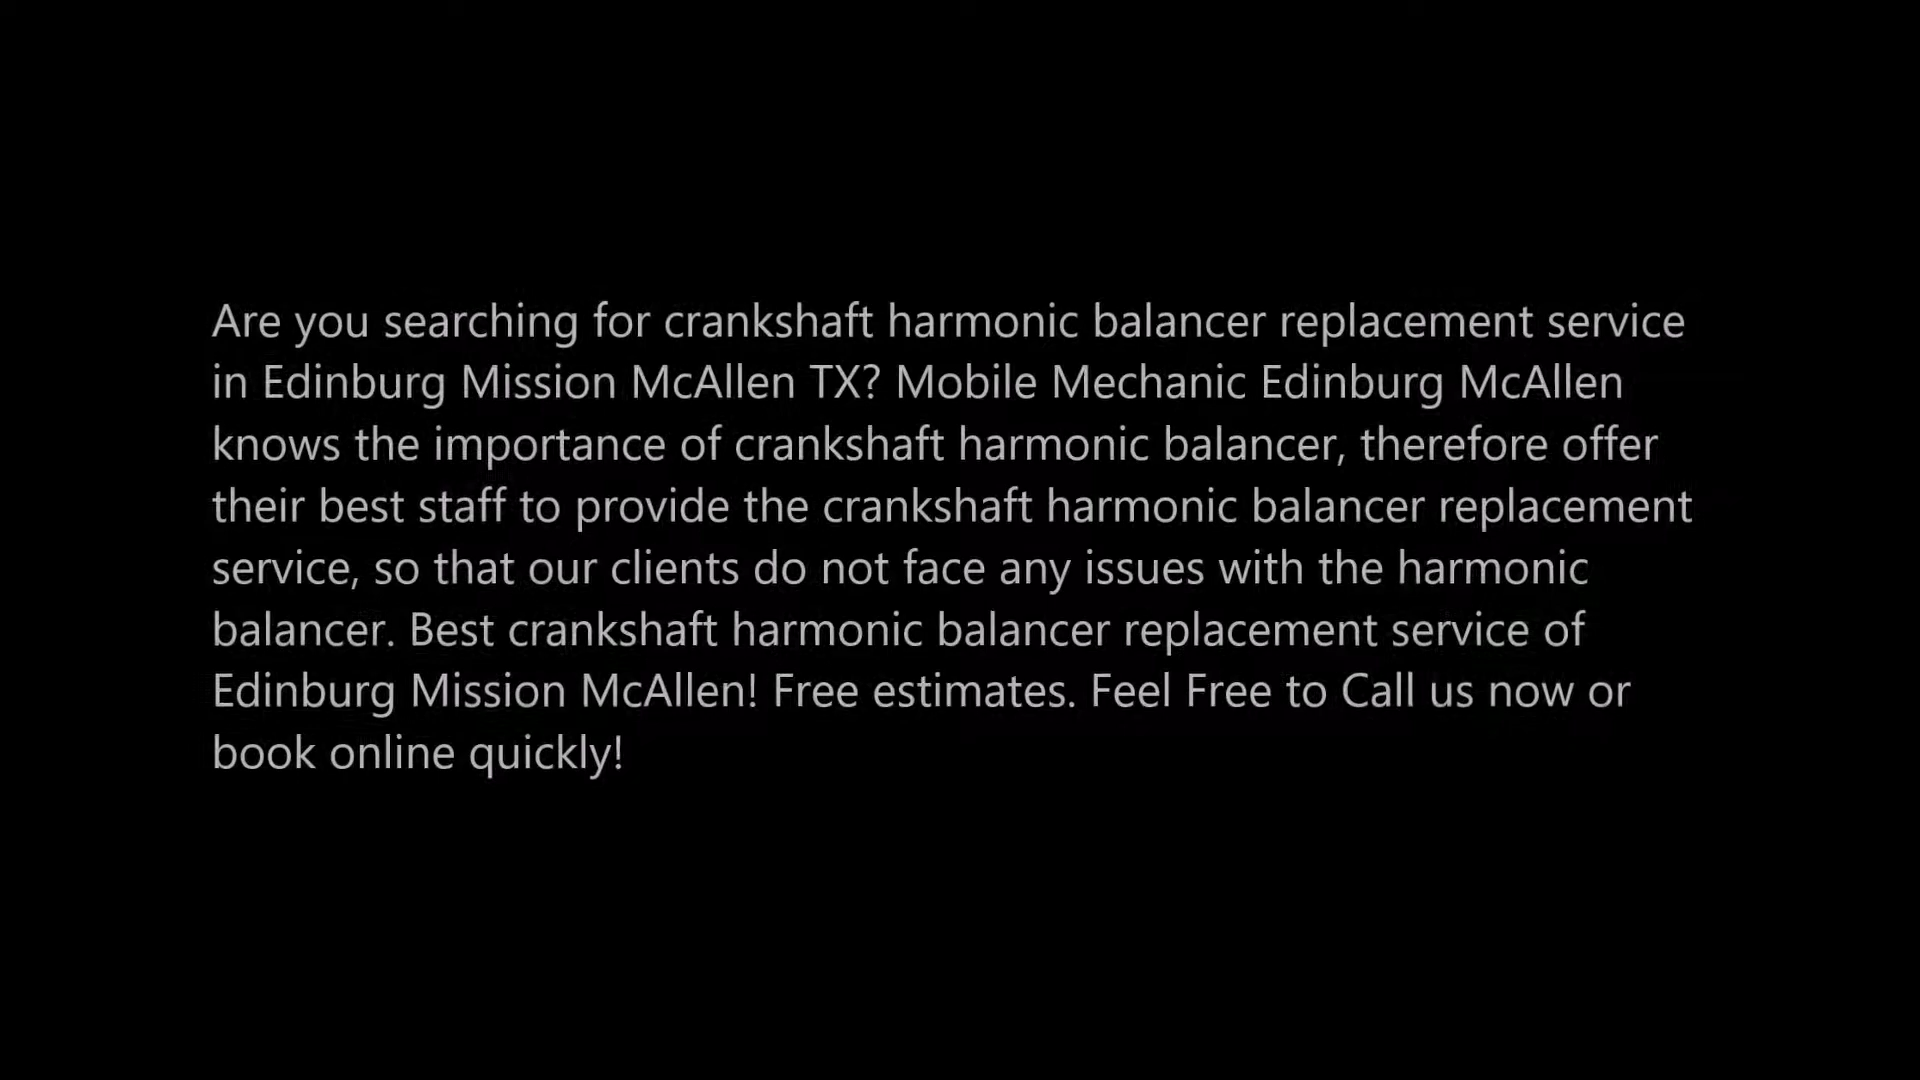 Are you searching for crankshaft harmonic balancer replacement service
in Edinburg Mission McAllen TX? Mobile Mechanic Edinburg McAllen
knows the importance of crankshaft harmonic balancer, therefore offer
their best staff to provide the crankshaft harmonic balancer replacement
service, so that our clients do not face any issues with the harmonic
balancer. Best crankshaft harmonic balancer replacement service of
Edinburg Mission McAllen! Free estimates. Feel Free to Call us now or
book online quickly!